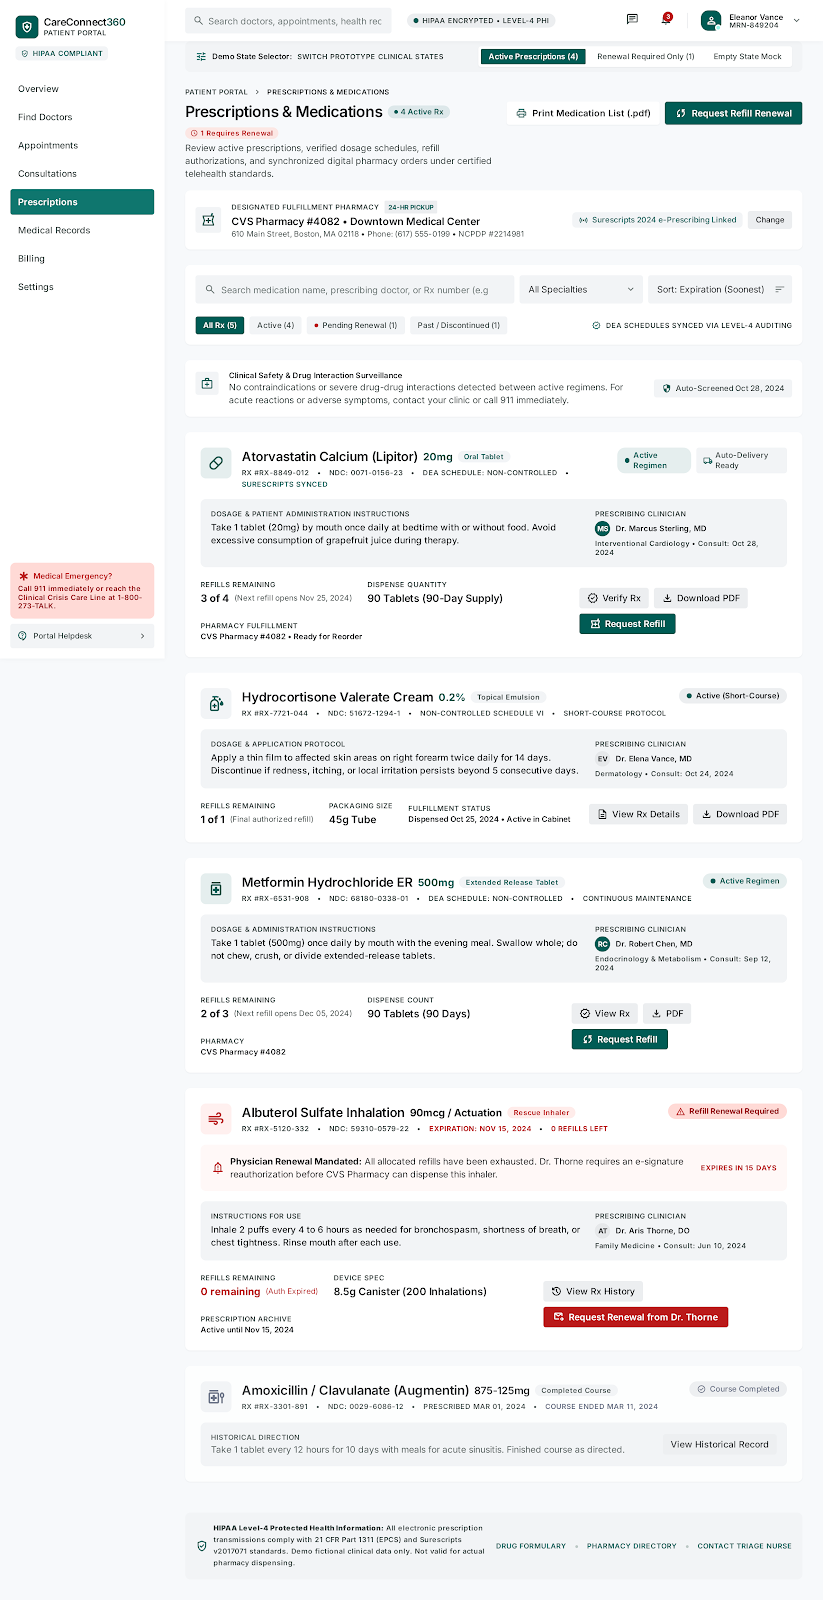 CareConnect360
PATIENT PORTAL
HIPAA COMPLIANT
Overview
Find Doctors
Appointments
Consultations
Prescriptions
Medical Records
Billing
Settings
Medical Emergency?
Call 911 immediately or reach the
Clinical Crisis Care Line at 1-800-
273-TALK.
Portal Helpdesk
Search doctors, appointments, health rec
HIPAA ENCRYPTED • LEVEL-4 PHI
3
Eleanor Vance
MRN-849204
Demo State Selector: SWITCH PROTOTYPE CLINICAL STATES
Active Prescriptions (4)
Renewal Required Only (1)
Empty State Mock
PATIENT PORTAL > PRESCRIPTIONS & MEDICATIONS
Prescriptions & Medications
• 4 Active Rx
1 Requires Renewal
Review active prescriptions, verified dosage schedules, refill
authorizations, and synchronized digital pharmacy orders under certified
telehealth standards.
Print Medication List (.pdf)
Request Refill Renewal
DESIGNATED FULFILLMENT PHARMACY 24-HR PICKUP
CVS Pharmacy #4082 • Downtown Medical Center
610 Main Street, Boston, MA 02118 • Phone: (617) 555-0199 • NCPDP #2214981
Surescripts 2024 e-Prescribing Linked
Change
Search medication name, prescribing doctor, or Rx number (e.g
All Specialties
Sort: Expiration (Soonest)
All Rx (5)
Active (4)
• Pending Renewal (1)
Past / Discontinued (1)
DEA SCHEDULES SYNCED VIA LEVEL-4 AUDITING
Clinical Safety & Drug Interaction Surveillance
No contraindications or severe drug-drug interactions detected between active regimens. For
acute reactions or adverse symptoms, contact your clinic or call 911 immediately.
Auto-Screened Oct 28, 2024
Atorvastatin Calcium (Lipitor) 20mg Oral Tablet
RX #RX-8849-012 • NDC: 0071-0156-23 • DEA SCHEDULE: NON-CONTROLLED •
SURESCRIPTS SYNCED
• Active
Regimen
Auto-Delivery
Ready
DOSAGE & PATIENT ADMINISTRATION INSTRUCTIONS
Take 1 tablet (20mg) by mouth once daily at bedtime with or without food. Avoid
excessive consumption of grapefruit juice during therapy.
PRESCRIBING CLINICIAN
MS Dr. Marcus Sterling, MD
Interventional Cardiology • Consult: Oct 28,
2024
REFILLS REMAINING
3 of 4 (Next refill opens Nov 25, 2024)
DISPENSE QUANTITY
90 Tablets (90-Day Supply)
PHARMACY FULFILLMENT
CVS Pharmacy #4082 • Ready for Reorder
Verify Rx
Download PDF
Request Refill
Hydrocortisone Valerate Cream 0.2% Topical Emulsion
• Active (Short-Course)
RX #RX-7721-044 • NDC: 51672-1294-1 • NON-CONTROLLED SCHEDULE VI • SHORT-COURSE PROTOCOL
DOSAGE & APPLICATION PROTOCOL
Apply a thin film to affected skin areas on right forearm twice daily for 14 days.
Discontinue if redness, itching, or local irritation persists beyond 5 consecutive days.
PRESCRIBING CLINICIAN
EV Dr. Elena Vance, MD
Dermatology • Consult: Oct 24, 2024
REFILLS REMAINING
1 of 1 (Final authorized refill)
PACKAGING SIZE
45g Tube
FULFILLMENT STATUS
Dispensed Oct 25, 2024 • Active in Cabinet
View Rx Details
Download PDF
Metformin Hydrochloride ER 500mg Extended Release Tablet
• Active Regimen
RX #RX-6531-908 • NDC: 68180-0338-01 • DEA SCHEDULE: NON-CONTROLLED • CONTINUOUS MAINTENANCE
DOSAGE & ADMINISTRATION INSTRUCTIONS
Take 1 tablet (500mg) once daily by mouth with the evening meal. Swallow whole; do
not chew, crush, or divide extended-release tablets.
PRESCRIBING CLINICIAN
RC Dr. Robert Chen, MD
Endocrinology & Metabolism • Consult: Sep 12,
2024
REFILLS REMAINING
2 of 3 (Next refill opens Dec 05, 2024)
DISPENSE COUNT
90 Tablets (90 Days)
PHARMACY
CVS Pharmacy #4082
View Rx
PDF
Request Refill
Albuterol Sulfate Inhalation 90mcg / Actuation Rescue Inhaler
Refill Renewal Required
RX #RX-5120-332 • NDC: 59310-0579-22 • EXPIRATION: NOV 15, 2024 • 0 REFILLS LEFT
Physician Renewal Mandated: All allocated refills have been exhausted. Dr. Thorne requires an e-signature
reauthorization before CVS Pharmacy can dispense this inhaler.
EXPIRES IN 15 DAYS
INSTRUCTIONS FOR USE
Inhale 2 puffs every 4 to 6 hours as needed for bronchospasm, shortness of breath, or
chest tightness. Rinse mouth after each use.
PRESCRIBING CLINICIAN
AT Dr. Aris Thorne, DO
Family Medicine • Consult: Jun 10, 2024
REFILLS REMAINING
0 remaining (Auth Expired)
DEVICE SPEC
8.5g Canister (200 Inhalations)
PRESCRIPTION ARCHIVE
Active until Nov 15, 2024
View Rx History
Request Renewal from Dr. Thorne
Amoxicillin / Clavulanate (Augmentin) 875-125mg Completed Course
Course Completed
RX #RX-3301-891 • NDC: 0029-6086-12 • PRESCRIBED MAR 01, 2024 • COURSE ENDED MAR 11, 2024
HISTORICAL DIRECTION
Take 1 tablet every 12 hours for 10 days with meals for acute sinusitis. Finished course as directed.
View Historical Record
HIPAA Level-4 Protected Health Information: All electronic prescription
transmissions comply with 21 CFR Part 1311 (EPCS) and Surescripts
v2017071 standards. Demo fictional clinical data only. Not valid for actual
pharmacy dispensing.
DRUG FORMULARY • PHARMACY DIRECTORY • CONTACT TRIAGE NURSE